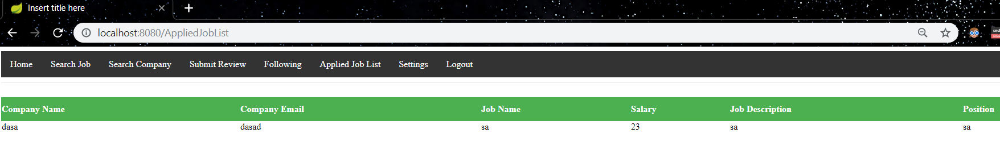 Insert title here
localhost:8080/AppliedJobList
Home Search Job Search Company Submit Review Following Applied Job List Settings Logout
Company Name Company Email Job Name Salary Job Description Position
dasa dasad sa 23 sa sa